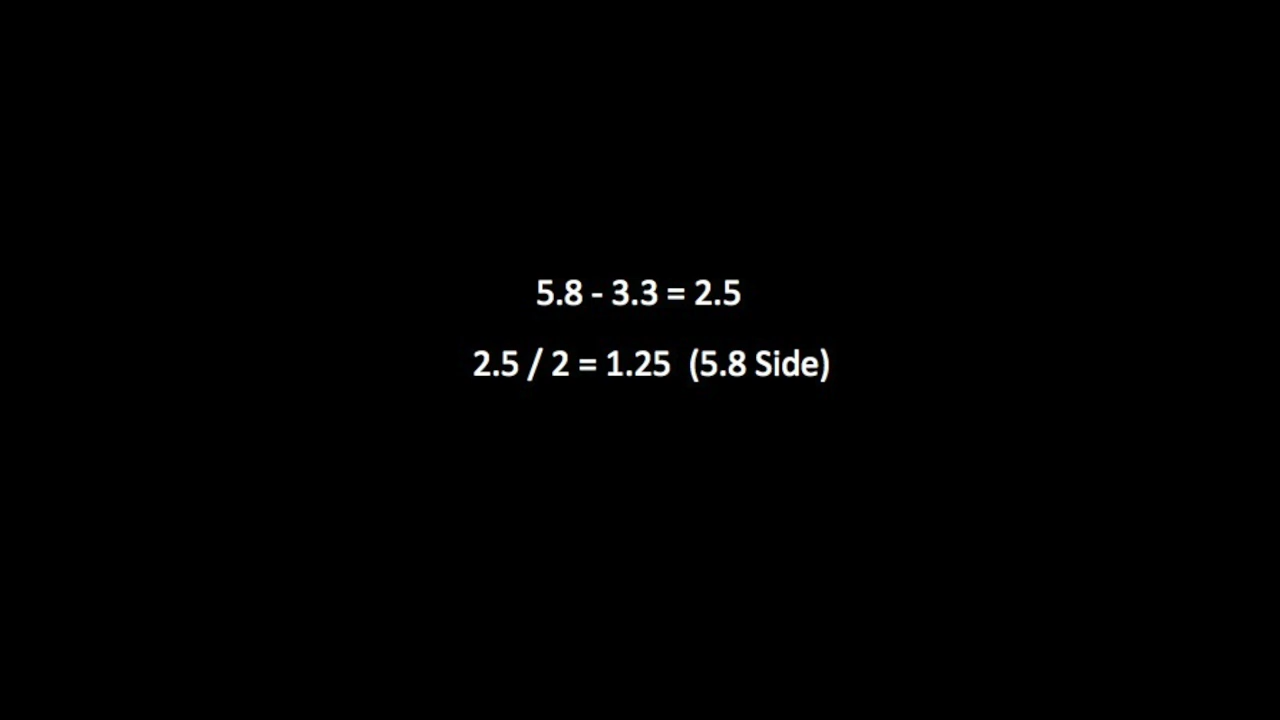 5.8 - 3.3 = 2.5
2.5 / 2 = 1.25 (5.8 Side)